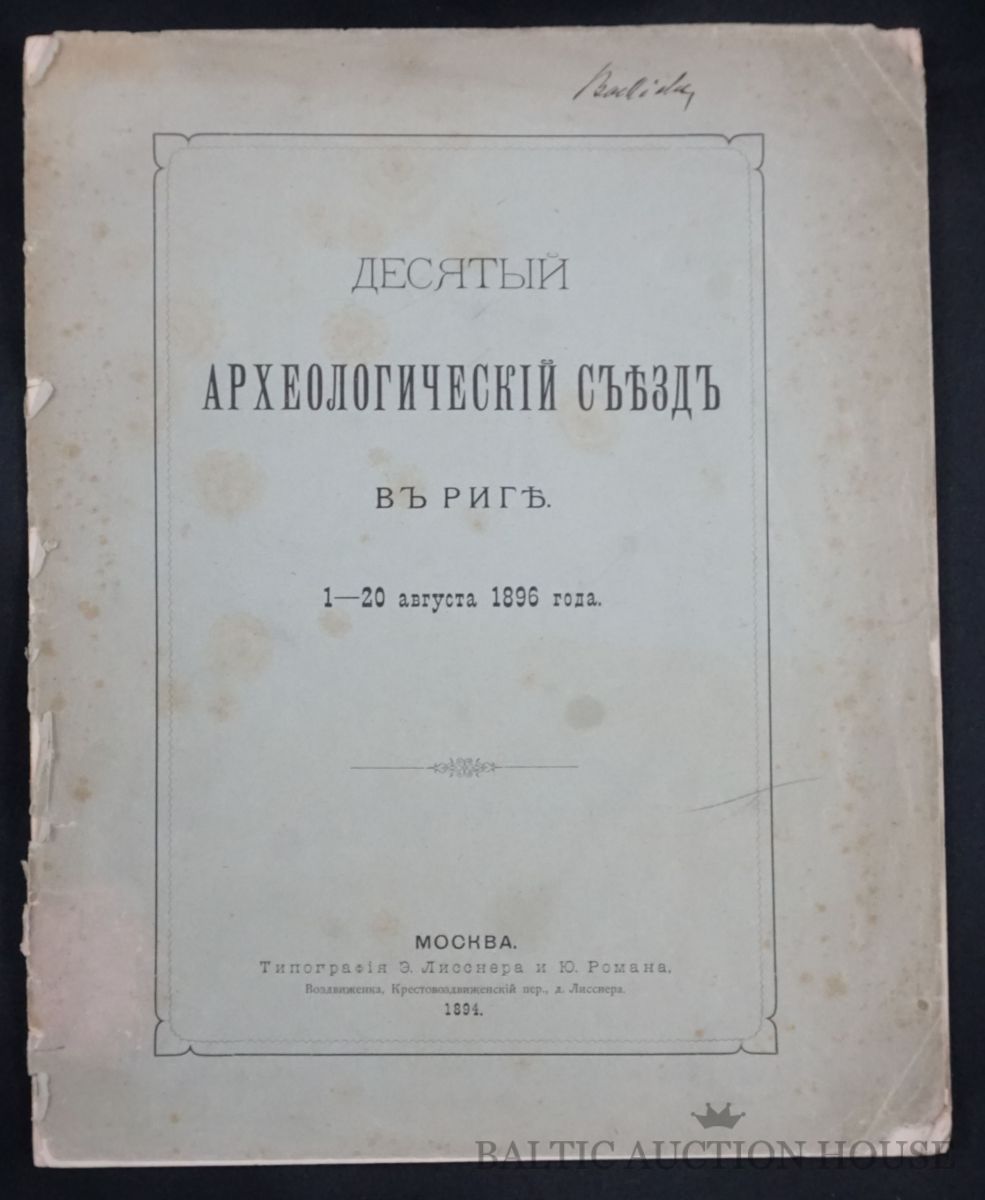 ДЕСЯТЫЙ
АРХЕОЛОГИЧЕСКІЙ СЪѢЗДЪ
ВЪ РИГѢ.
1—20 августа 1896 года.
МОСКВА.
Типографія Э. Лисснера и Ю. Романа,
Воздвиженка, Крестовоздвиженскій пер., д. Лисснера.
1894.
BALTIC AUCTION HOUSE